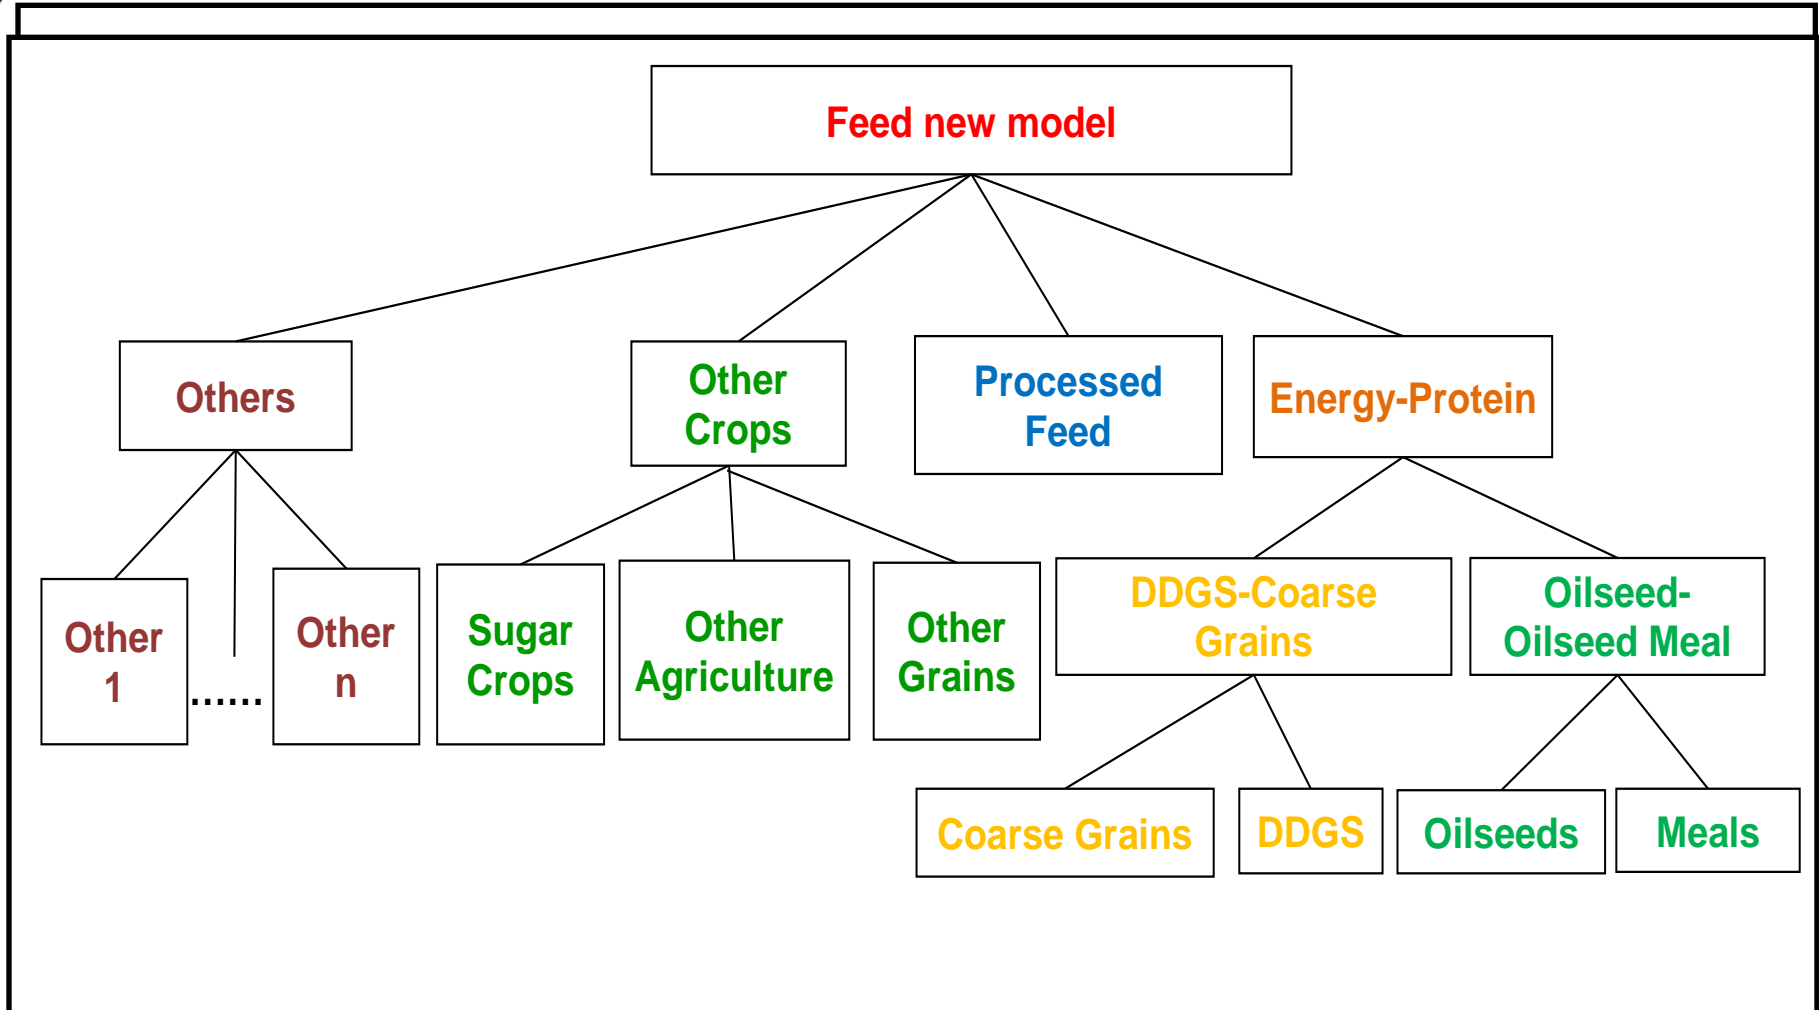 Feed new model
Others
Other
Crops
Processed
Feed
Energy-Protein
Other
1
......
Other
n
Sugar
Crops
Other
Agriculture
Other
Grains
DDGS-Coarse
Grains
Oilseed-
Oilseed Meal
Coarse Grains
DDGS
Oilseeds
Meals